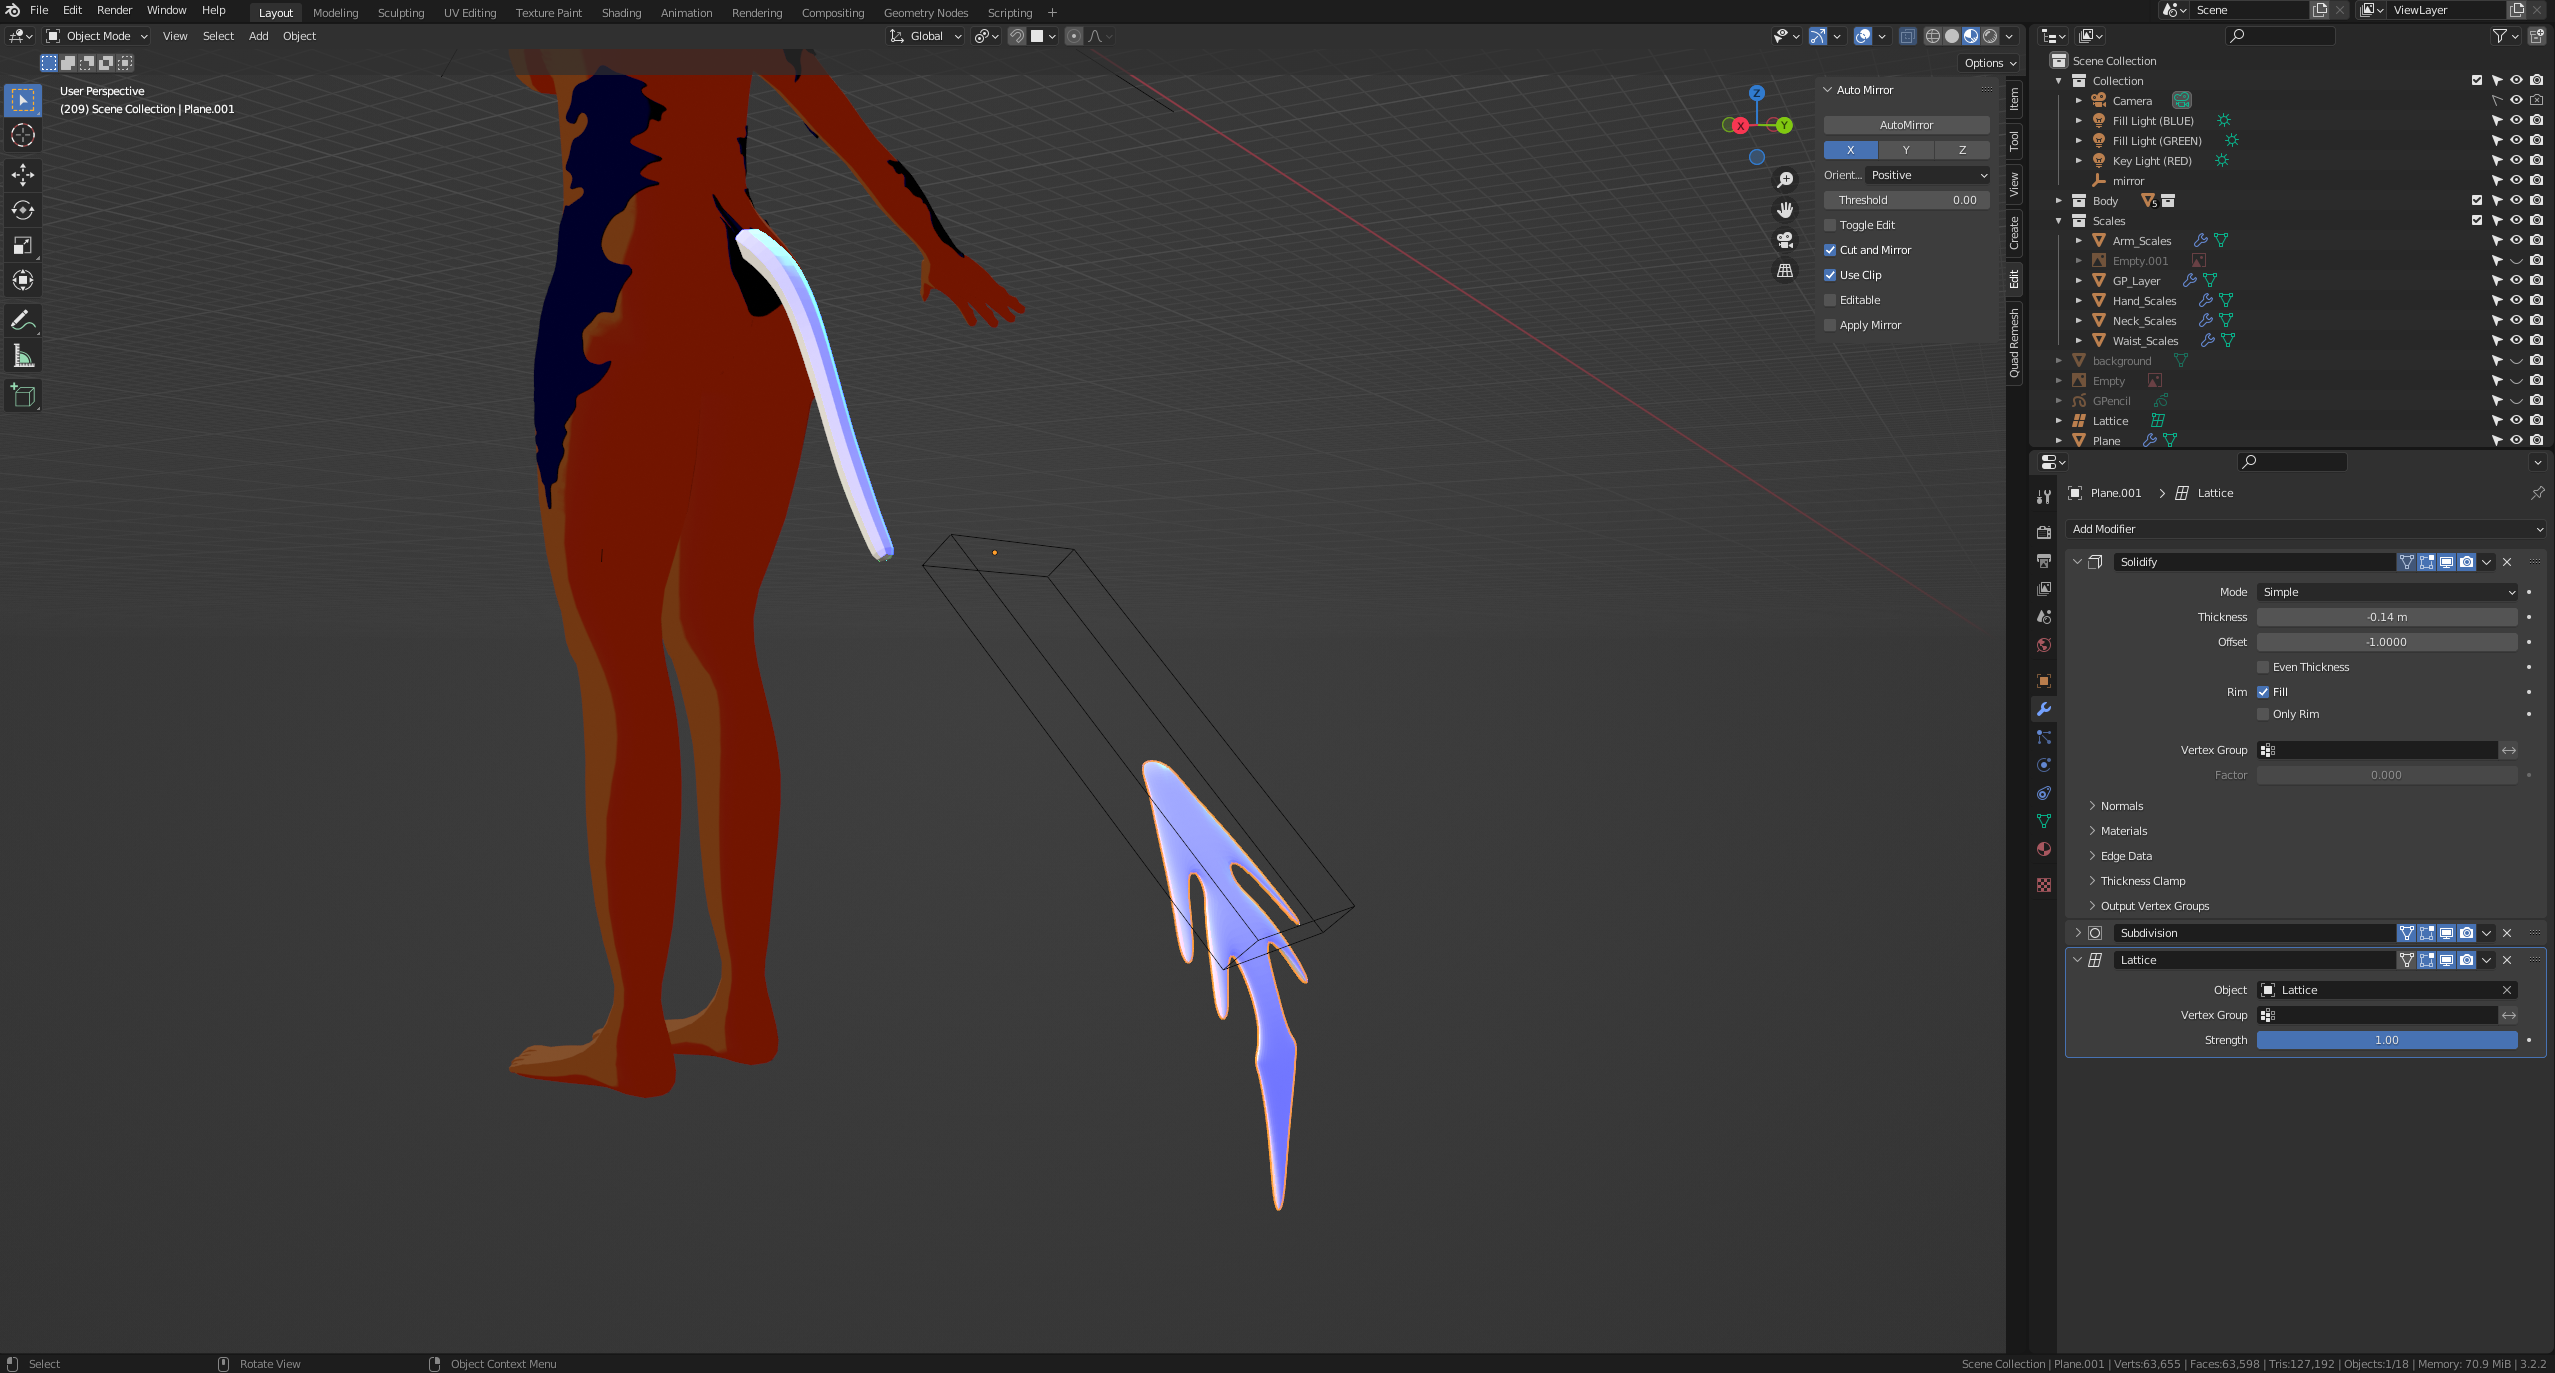 File Edit Render Window Help Layout Modeling Sculpting UV Editing Texture Paint Shading Animation Rendering Compositing Geometry Nodes Scripting + Scene ViewLayer
Object Mode View Select Add Object Global
Options
User Perspective
(209) Scene Collection | Plane.001
Z
X
Y
Auto Mirror
AutoMirror
X Y Z
Orient... Positive
Threshold 0.00
Toggle Edit
Cut and Mirror
Use Clip
Editable
Apply Mirror
Item
Tool
View
Create
Edit
Quad Remesh
Scene Collection
Collection
Camera
Fill Light (BLUE)
Fill Light (GREEN)
Key Light (RED)
mirror
Body 5
Scales
Arm_Scales
Empty.001
GP_Layer
Hand_Scales
Neck_Scales
Waist_Scales
background
Empty
GPencil
Lattice
Plane
Plane.001 > Lattice
Add Modifier
Solidify
Mode Simple
Thickness -0.14 m
Offset -1.0000
Even Thickness
Rim Fill
Only Rim
Vertex Group
Factor 0.000
Normals
Materials
Edge Data
Thickness Clamp
Output Vertex Groups
Subdivision
Lattice
Object Lattice
Vertex Group
Strength 1.00
Select Rotate View Object Context Menu
Scene Collection | Plane.001 | Verts:63,655 | Faces:63,598 | Tris:127,192 | Objects:1/18 | Memory: 70.9 MiB | 3.2.2